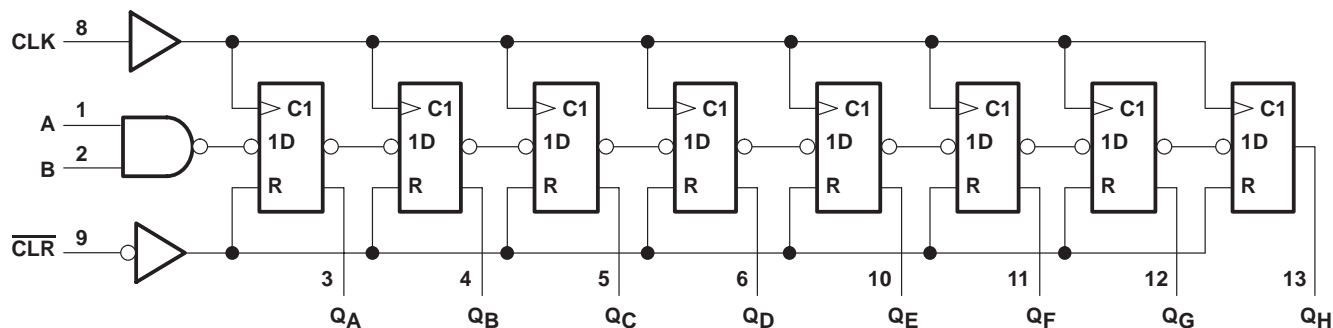 CLK 8
C1 C1 C1 C1 C1 C1 C1 C1
A 1
1D 1D 1D 1D 1D 1D 1D 1D
B 2
R R R R R R R R
CLR 9
3 4 5 6 10 11 12 13
QA QB QC QD QE QF QG QH